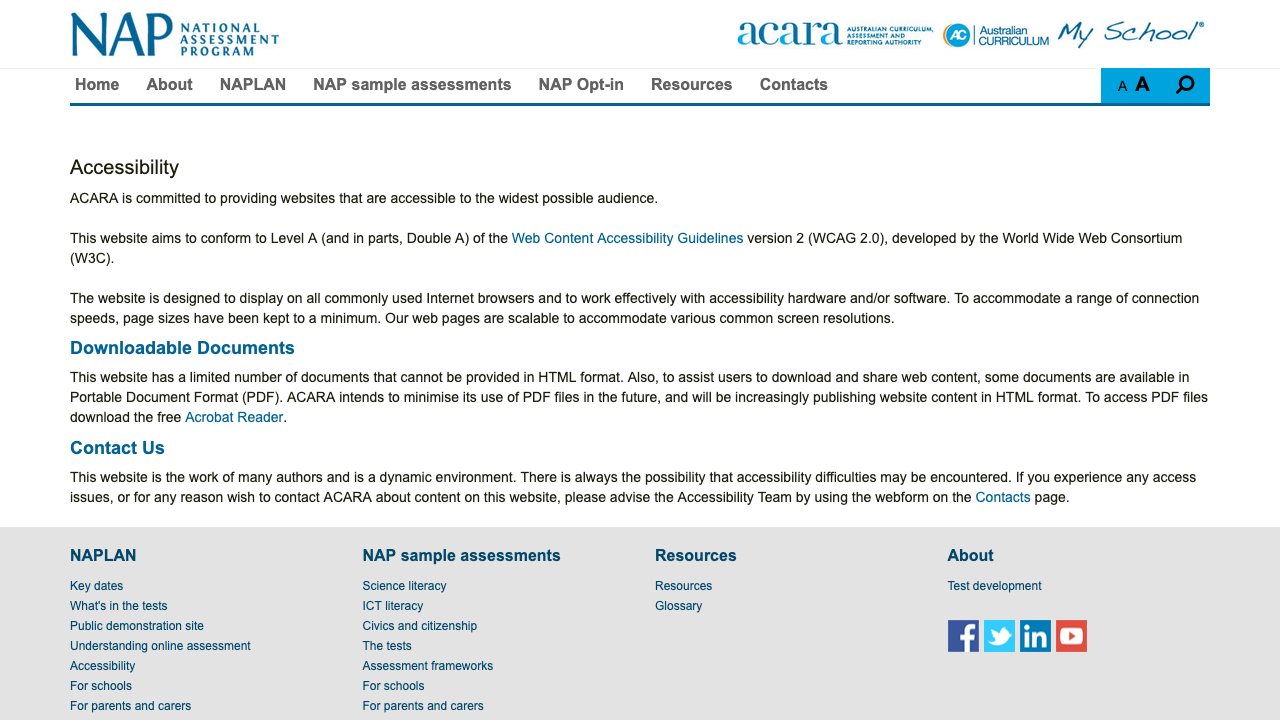 NAP NATIONAL ASSESSMENT PROGRAM
acara AUSTRALIAN CURRICULUM, ASSESSMENT AND REPORTING AUTHORITY
AC Australian CURRICULUM
My School®
Home About NAPLAN NAP sample assessments NAP Opt-in Resources Contacts A A
Accessibility
ACARA is committed to providing websites that are accessible to the widest possible audience.
This website aims to conform to Level A (and in parts, Double A) of the Web Content Accessibility Guidelines version 2 (WCAG 2.0), developed by the World Wide Web Consortium
(W3C).
The website is designed to display on all commonly used Internet browsers and to work effectively with accessibility hardware and/or software. To accommodate a range of connection
speeds, page sizes have been kept to a minimum. Our web pages are scalable to accommodate various common screen resolutions.
Downloadable Documents
This website has a limited number of documents that cannot be provided in HTML format. Also, to assist users to download and share web content, some documents are available in
Portable Document Format (PDF). ACARA intends to minimise its use of PDF files in the future, and will be increasingly publishing website content in HTML format. To access PDF files
download the free Acrobat Reader.
Contact Us
This website is the work of many authors and is a dynamic environment. There is always the possibility that accessibility difficulties may be encountered. If you experience any access
issues, or for any reason wish to contact ACARA about content on this website, please advise the Accessibility Team by using the webform on the Contacts page.
NAPLAN
Key dates
What's in the tests
Public demonstration site
Understanding online assessment
Accessibility
For schools
For parents and carers
NAP sample assessments
Science literacy
ICT literacy
Civics and citizenship
The tests
Assessment frameworks
For schools
For parents and carers
Resources
Resources
Glossary
About
Test development